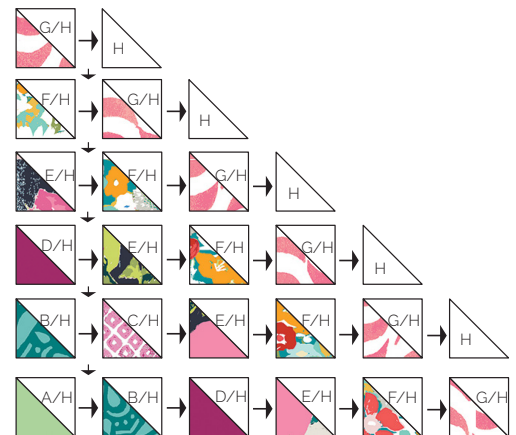 G/H H
F/H G/H H
E/H F/H G/H H
D/H E/H F/H G/H H
B/H C/H E/H F/H G/H H
A/H B/H D/H E/H F/H G/H